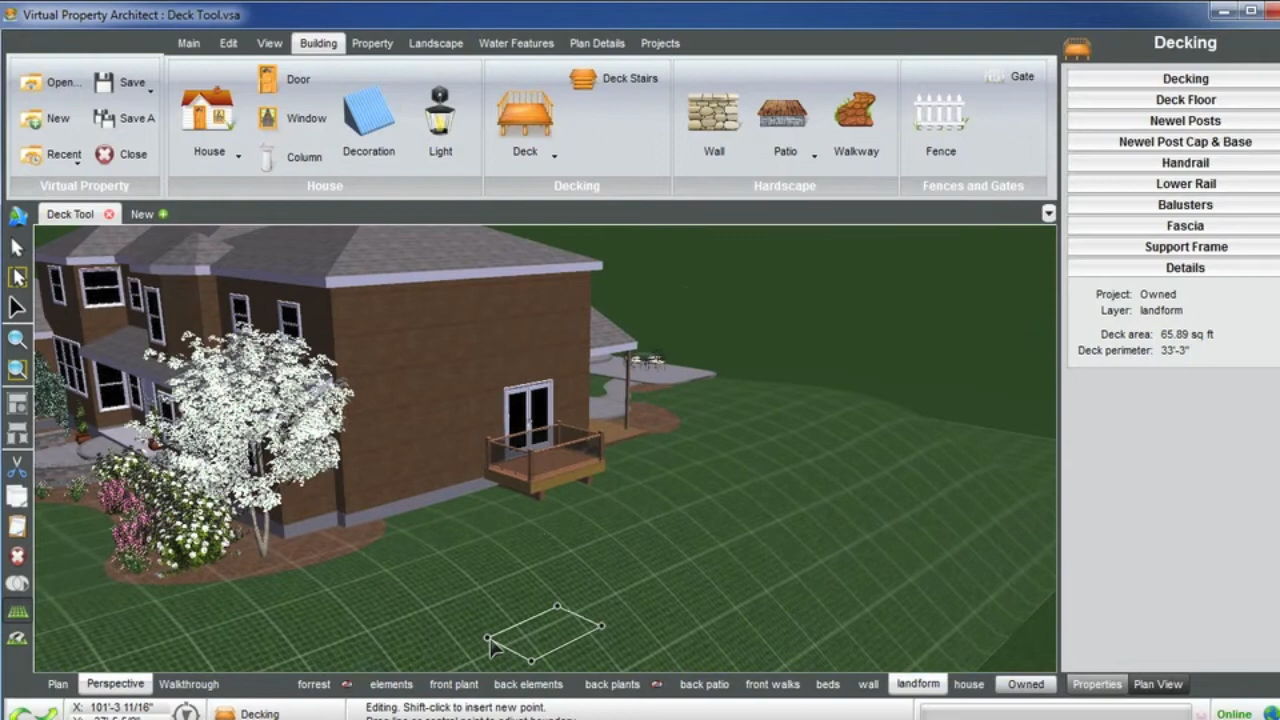 Virtual Property Architect : Deck Tool.vsa
Main Edit View Building Property Landscape Water Features Plan Details Projects
Open... Save
New Save A
Recent Close
Virtual Property
House Door Window Column Decoration Light
House
Deck Deck Stairs
Decking
Wall Patio Walkway
Hardscape
Fence Gate
Fences and Gates
Deck Tool New
Decking
Decking
Deck Floor
Newel Posts
Newel Post Cap & Base
Handrail
Lower Rail
Balusters
Fascia
Support Frame
Details
Project: Owned
Layer: landform
Deck area: 65.89 sq ft
Deck perimeter: 33'-3"
Plan Perspective Walkthrough forrest elements front plant back elements back plants back patio front walks beds wall landform house Owned Properties Plan View
X: 101'-3 11/16"
Decking
Editing. Shift-click to insert new point.
Online